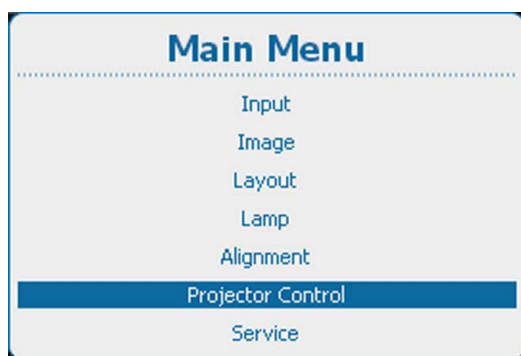 Main Menu
Input
Image
Layout
Lamp
Alignment
Projector Control
Service